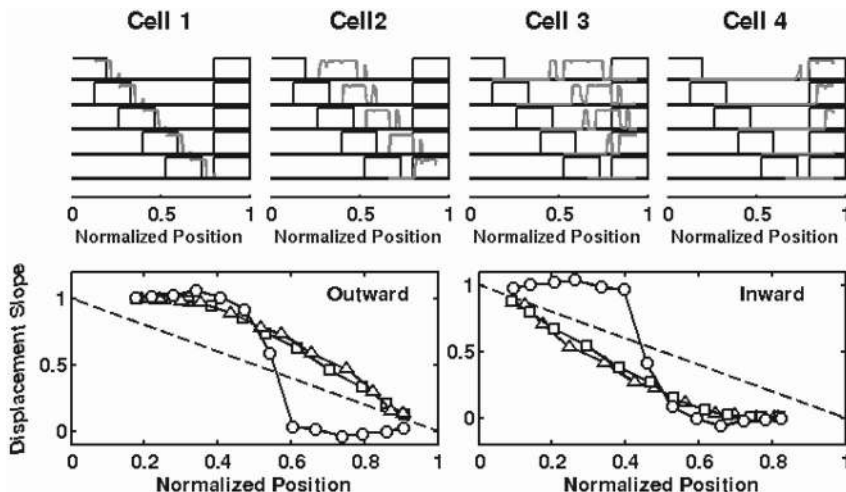 Cell 1 Cell2 Cell 3 Cell 4
0 0.5 1 0 0.5 1 0 0.5 1 0 0.5 1
Normalized Position Normalized Position Normalized Position Normalized Position
Displacement Slope
1
0.5
0
Outward
0 0.2 0.4 0.6 0.8 1
Normalized Position
1
0.5
0
Inward
0 0.2 0.4 0.6 0.8 1
Normalized Position